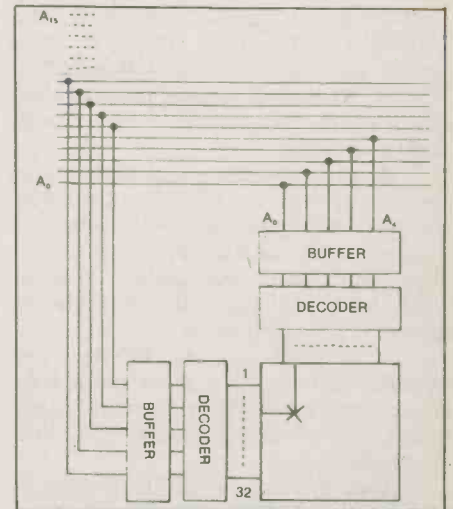 A₁₅
A₀
A₀ A₄
BUFFER
DECODER
BUFFER
DECODER
1
32